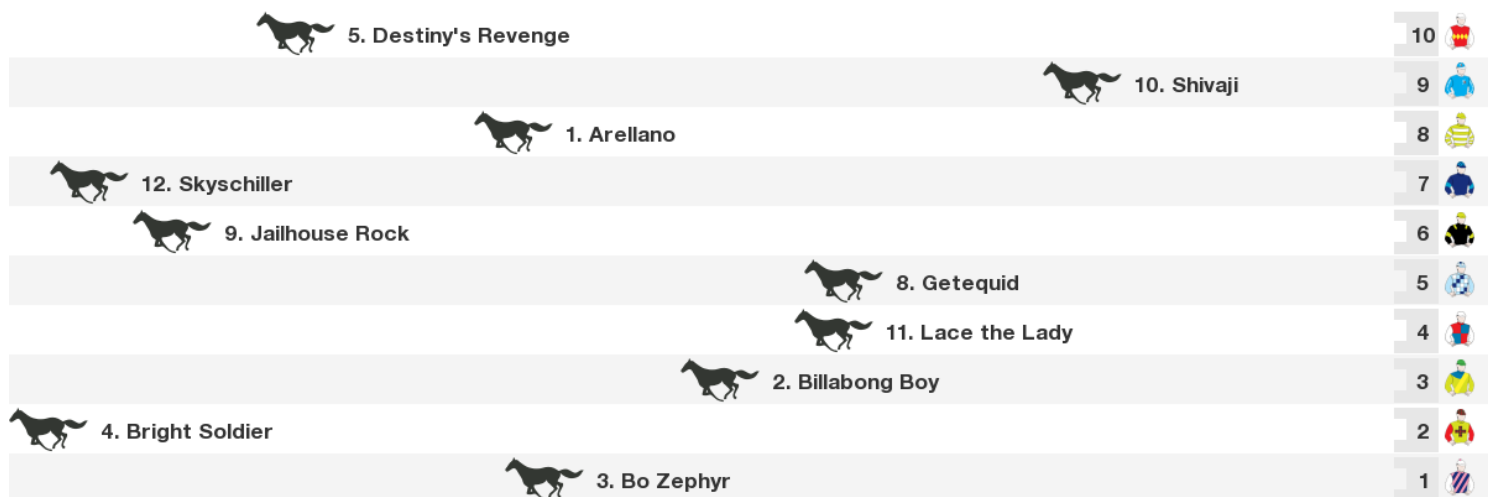 5. Destiny's Revenge 10
10. Shivaji 9
1. Arellano 8
12. Skyschiller 7
9. Jailhouse Rock 6
8. Getequid 5
11. Lace the Lady 4
2. Billabong Boy 3
4. Bright Soldier 2
3. Bo Zephyr 1